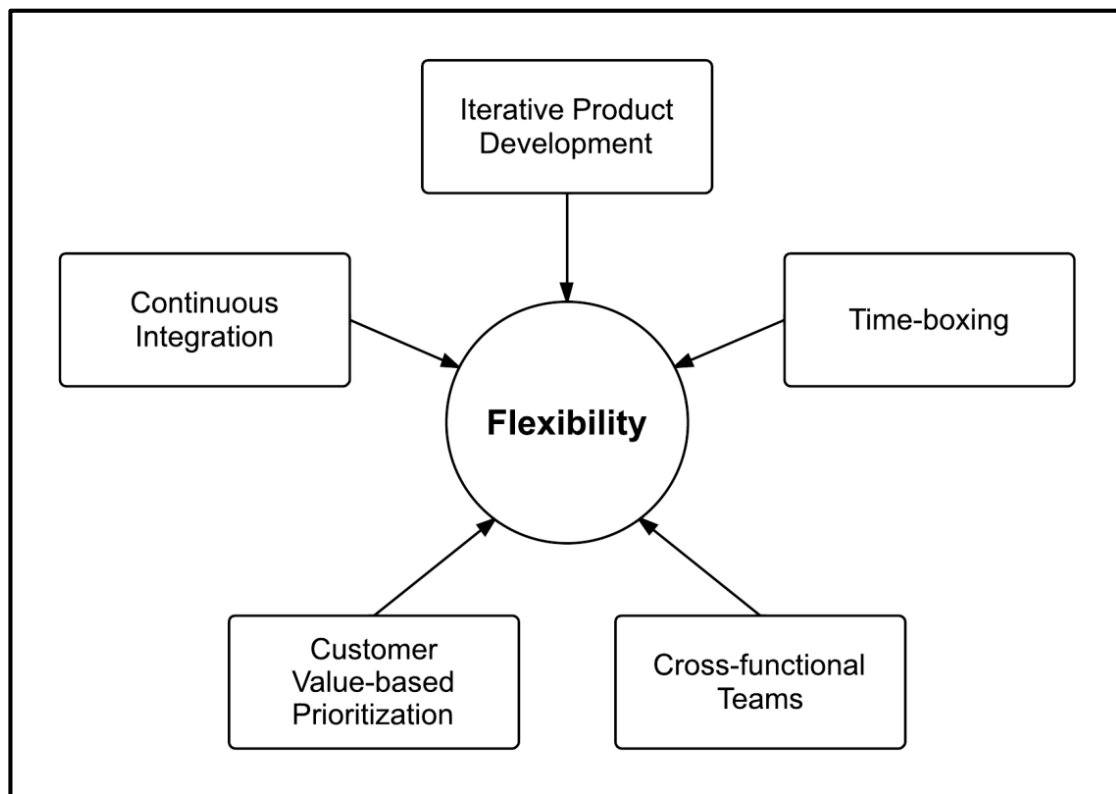 Iterative Product
Development
Continuous
Integration
Time-boxing
Flexibility
Customer
Value-based
Prioritization
Cross-functional
Teams